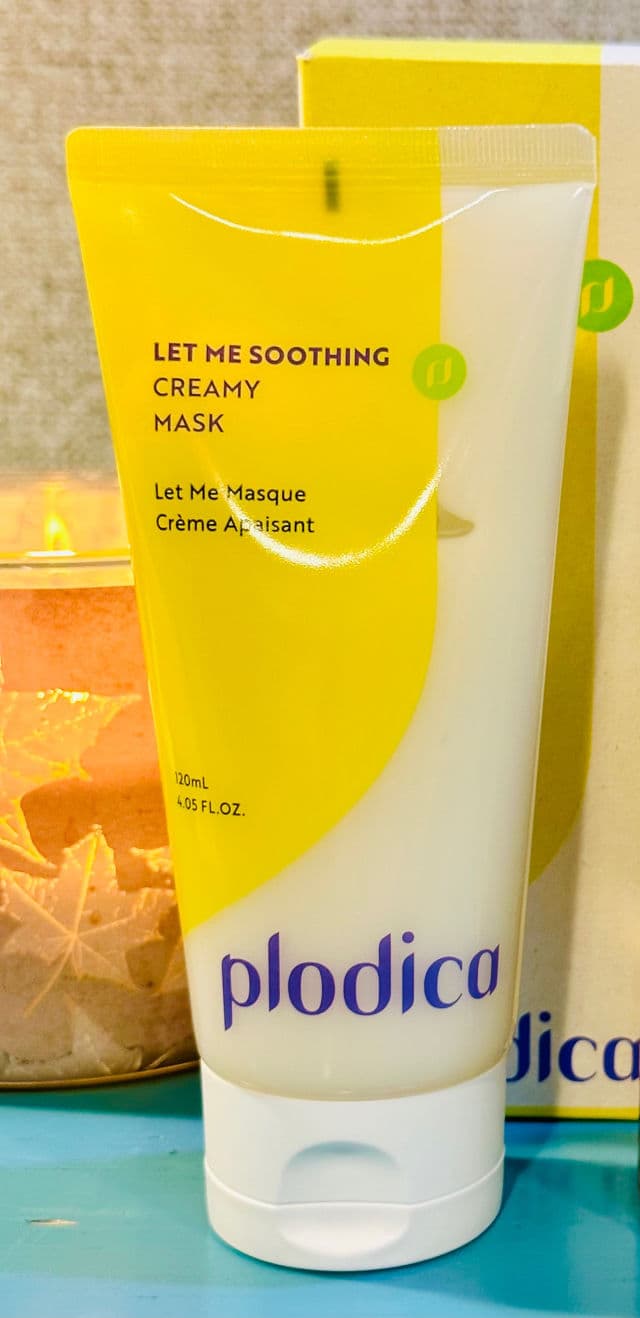 LET ME SOOTHING
CREAMY
MASK
Let Me Masque
Crème Apaisant
120mL
4.05 FL.OZ.
plodica
dica